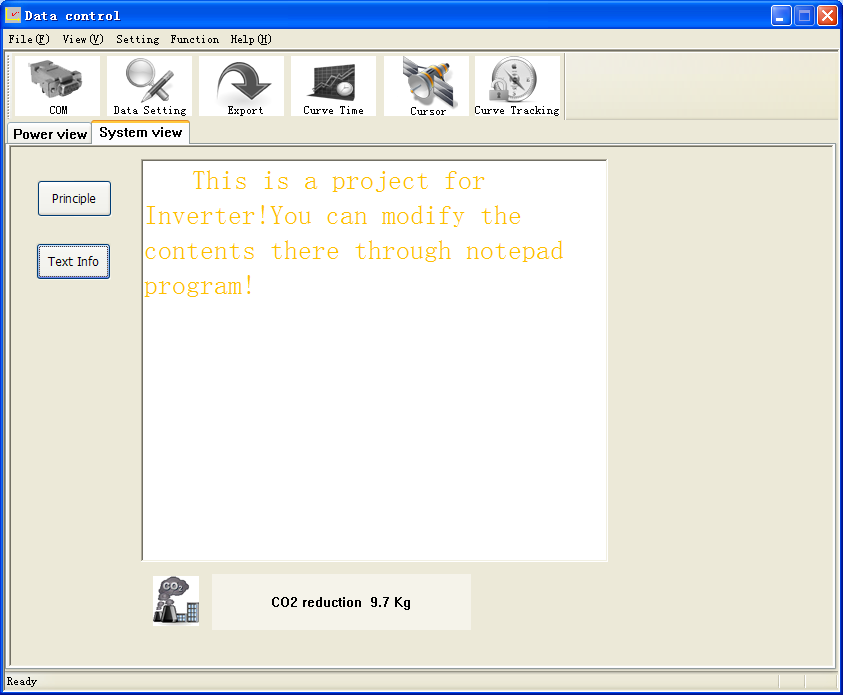 Data control
File(F) View(V) Setting Function Help(H)
COM Data Setting Export Curve Time Cursor Curve Tracking
Power view System view
Principle
Text Info
This is a project for
Inverter!You can modify the
contents there through notepad
program!
CO2
CO2 reduction 9.7 Kg
Ready